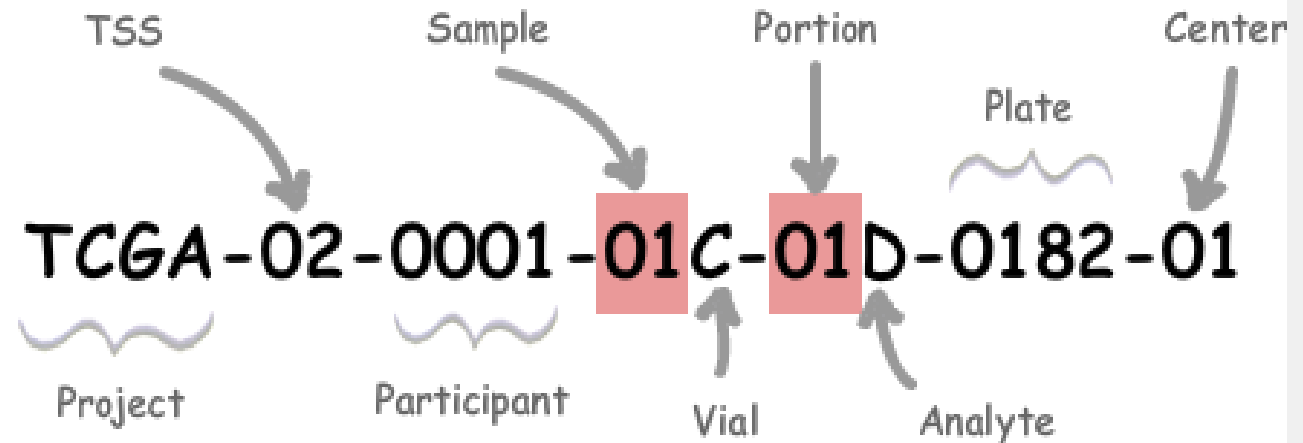 TSS Sample Portion Center
Plate
TCGA-02-0001-01C-01D-0182-01
Project Participant Vial Analyte